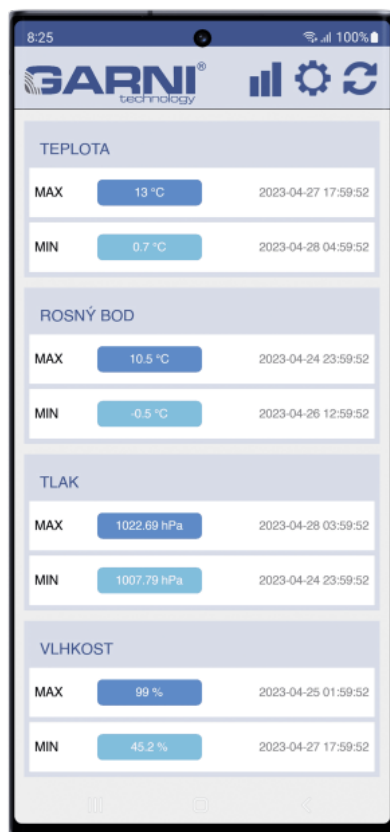 8:25 100%
GARNI®
technology
TEPLOTA
MAX 13 °C 2023-04-27 17:59:52
MIN 0.7 °C 2023-04-28 04:59:52
ROSNÝ BOD
MAX 10.5 °C 2023-04-24 23:59:52
MIN -0.5 °C 2023-04-26 12:59:52
TLAK
MAX 1022.69 hPa 2023-04-28 03:59:52
MIN 1007.79 hPa 2023-04-24 23:59:52
VLHKOST
MAX 99 % 2023-04-25 01:59:52
MIN 45.2 % 2023-04-27 17:59:52